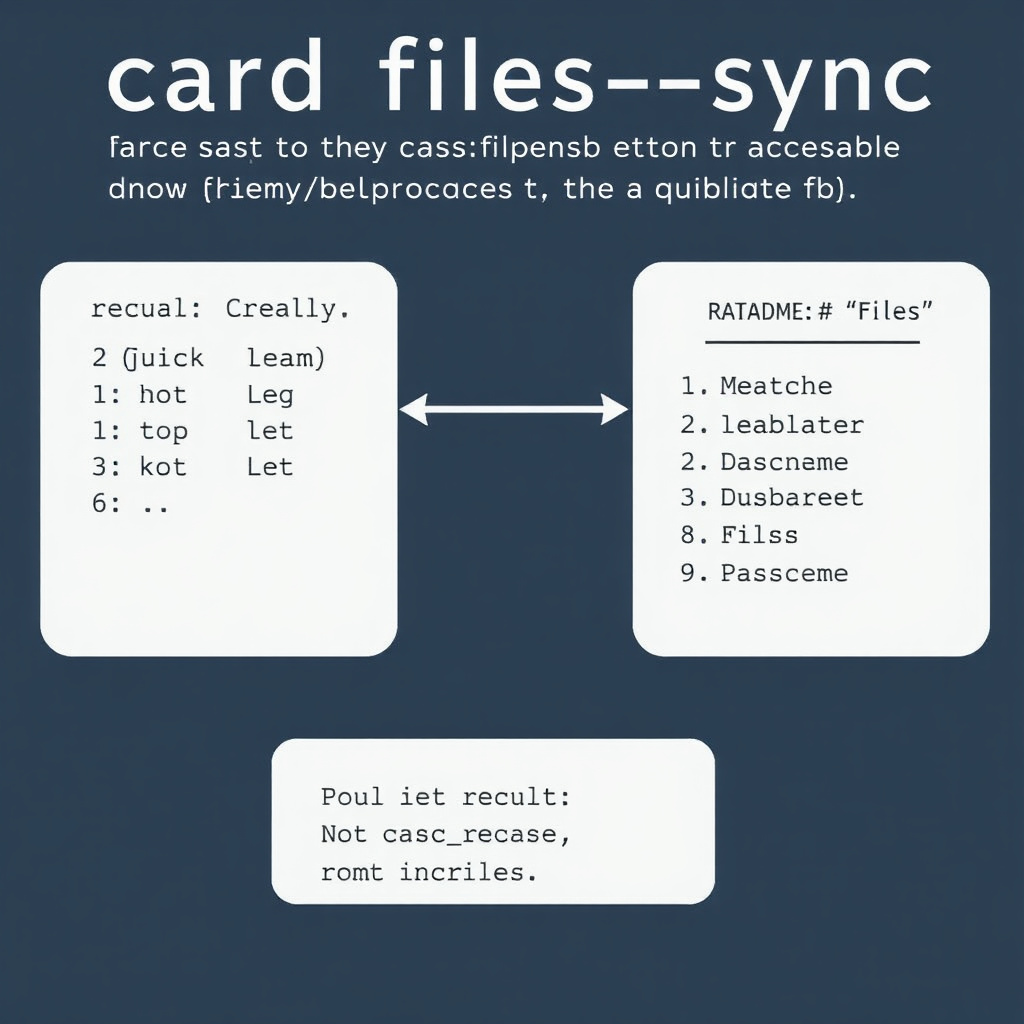 card files--sync
farce sast to they cass:filpensb etton tr accesable
dnow (friemy/belprocaces t, the a quibliate fb).
recual: Creally.
2 (juick leam)
1: hot Leg
1: top let
3: kot Let
6: ..
RATADME: # “Files”
1. Meatche
2. leablater
2. Dascname
3. Dusbareet
8. Filss
9. Passceme
Poul iet recult:
Not casc_recase,
romt incriles.